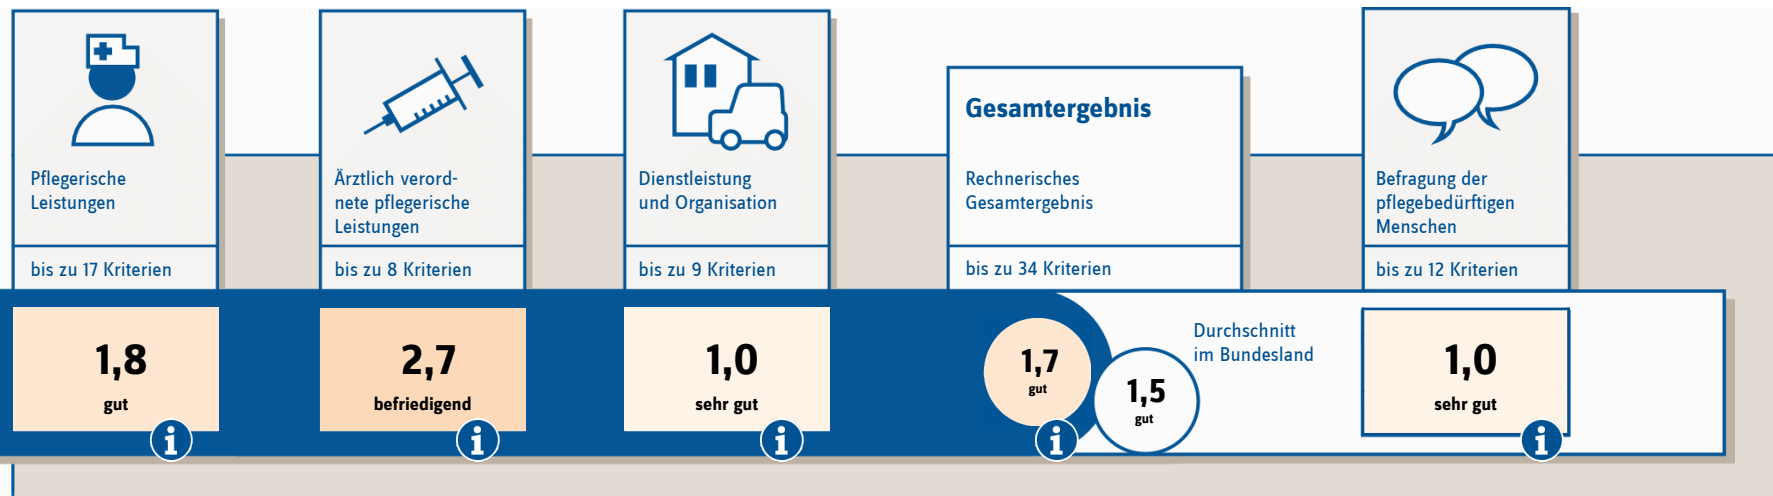 Pflegerische
Leistungen
bis zu 17 Kriterien
1,8
gut
i
Ärztlich verord-
nete pflegerische
Leistungen
bis zu 8 Kriterien
2,7
befriedigend
i
Dienstleistung
und Organisation
bis zu 9 Kriterien
1,0
sehr gut
i
Gesamtergebnis
Rechnerisches
Gesamtergebnis
bis zu 34 Kriterien
1,7
gut
i
1,5
gut
Durchschnitt
im Bundesland
Befragung der
pflegebedürftigen
Menschen
bis zu 12 Kriterien
1,0
sehr gut
i